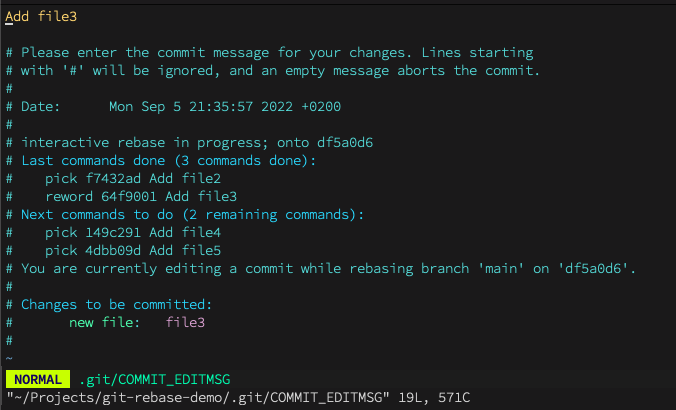 Add file3
# Please enter the commit message for your changes. Lines starting
# with '#' will be ignored, and an empty message aborts the commit.
#
# Date:      Mon Sep 5 21:35:57 2022 +0200
#
# interactive rebase in progress; onto df5a0d6
# Last commands done (3 commands done):
#    pick f7432ad Add file2
#    reword 64f9001 Add file3
# Next commands to do (2 remaining commands):
#    pick 149c291 Add file4
#    pick 4dbb09d Add file5
# You are currently editing a commit while rebasing branch 'main' on 'df5a0d6'.
#
# Changes to be committed:
#       new file:   file3
#
~
NORMAL .git/COMMIT_EDITMSG
"~/Projects/git-rebase-demo/.git/COMMIT_EDITMSG" 19L, 571C